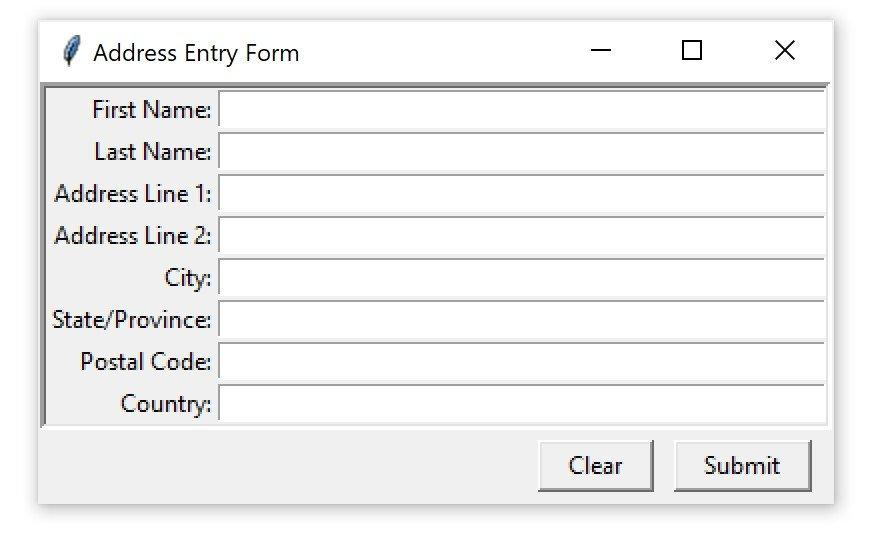 Address Entry Form
First Name:
Last Name:
Address Line 1:
Address Line 2:
City:
State/Province:
Postal Code:
Country:
Clear Submit